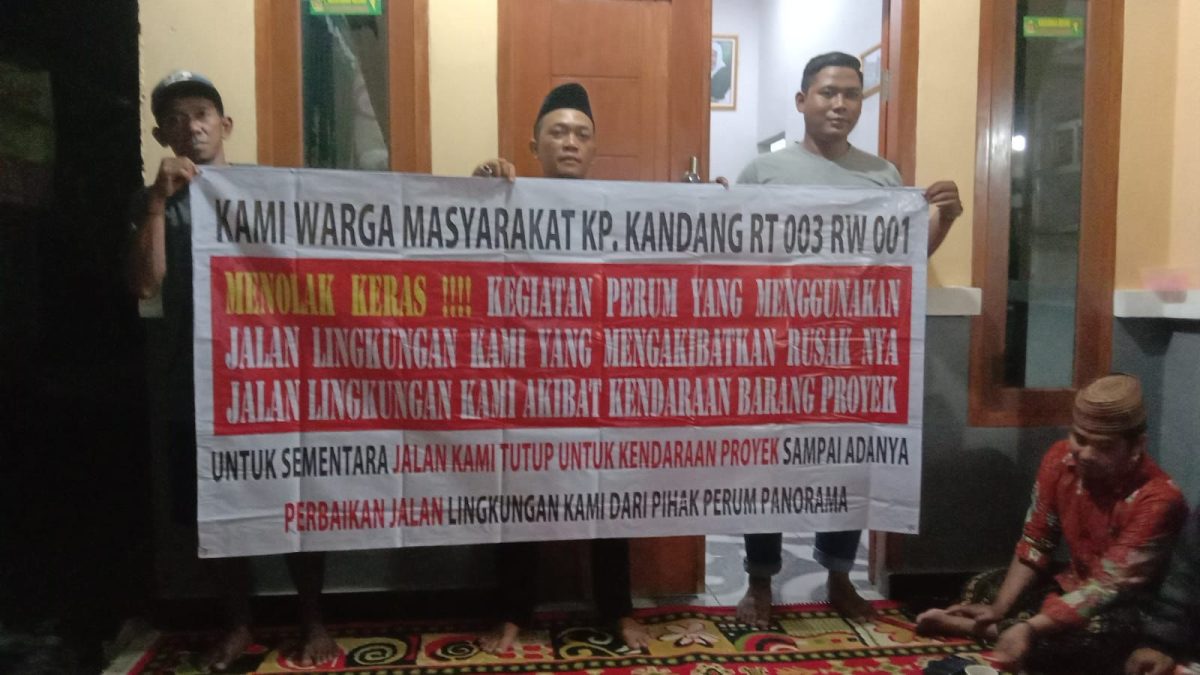 KAMI WARGA MASYARAKAT KP. KANDANG RT 003 RW 001
MENOLAK KERAS !!!! KEGIATAN PERUM YANG MENGGUNAKAN
JALAN LINGKUNGAN KAMI YANG MENGAKIBATKAN RUSAK NYA
JALAN LINGKUNGAN KAMI AKIBAT KENDARAAN BARANG PROYEK
UNTUK SEMENTARA JALAN KAMI TUTUP UNTUK KENDARAAN PROYEK SAMPAI ADANYA
PERBAIKAN JALAN LINGKUNGAN KAMI DARI PIHAK PERUM PANORAMA